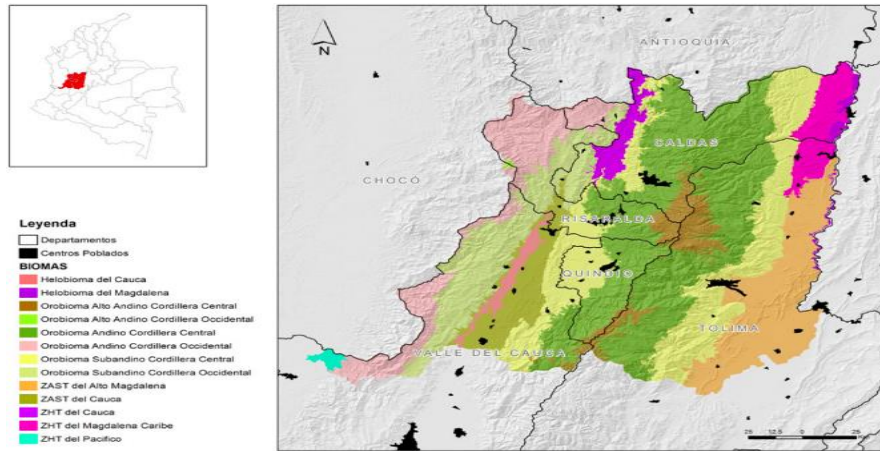 N
ANTIOQUIA
CALDAS
CHOCÓ
RISARALDA
QUINDIO
TOLIMA
VALLE DEL CAUCA
25 12,5 0 25
Leyenda
Departamentos
Centros Poblados
BIOMAS
Helobioma del Cauca
Helobioma del Magdalena
Orobioma Alto Andino Cordillera Central
Orobioma Alto Andino Cordillera Occidental
Orobioma Andino Cordillera Central
Orobioma Andino Cordillera Occidental
Orobioma Subandino Cordillera Central
Orobioma Subandino Cordillera Occidental
ZAST del Alto Magdalena
ZAST del Cauca
ZHT del Cauca
ZHT del Magdalena Caribe
ZHT del Pacifico